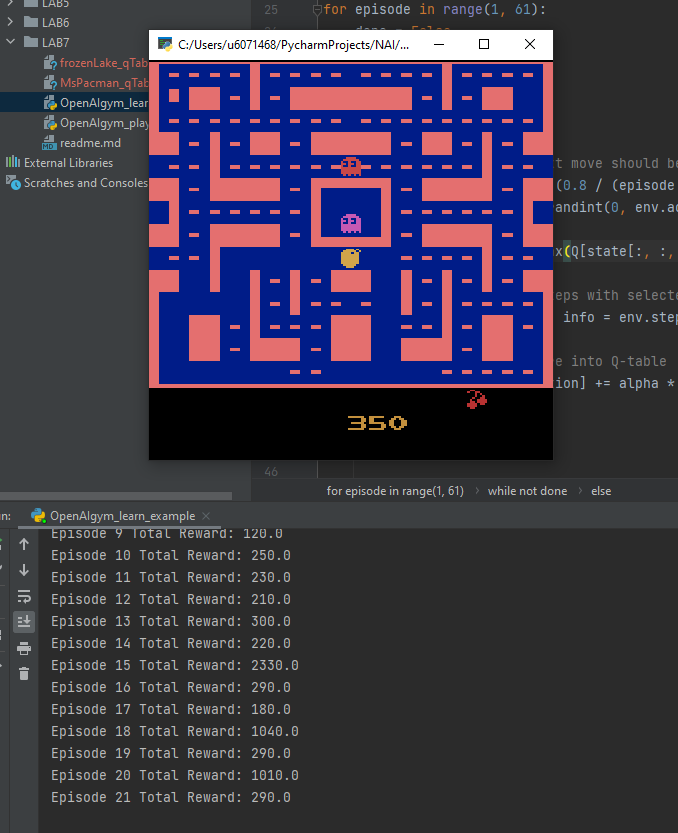 LAB5
LAB6
LAB7
frozenLake_qTab
MsPacman_qTab
OpenAIgym_lear
OpenAIgym_play
readme.md
External Libraries
Scratches and Consoles
25 for episode in range(1, 61):
C:/Users/u6071468/PycharmProjects/NAI/...
t move should be
(0.8 / (episode
andint(0, env.ac
x(Q[state[:, :,
eps with selecte
info = env.step
e into Q-table
ion] += alpha *
350
46
for episode in range(1, 61) > while not done > else
n: OpenAIgym_learn_example ×
Episode 9 Total Reward: 120.0
Episode 10 Total Reward: 250.0
Episode 11 Total Reward: 230.0
Episode 12 Total Reward: 210.0
Episode 13 Total Reward: 300.0
Episode 14 Total Reward: 220.0
Episode 15 Total Reward: 2330.0
Episode 16 Total Reward: 290.0
Episode 17 Total Reward: 180.0
Episode 18 Total Reward: 1040.0
Episode 19 Total Reward: 290.0
Episode 20 Total Reward: 1010.0
Episode 21 Total Reward: 290.0